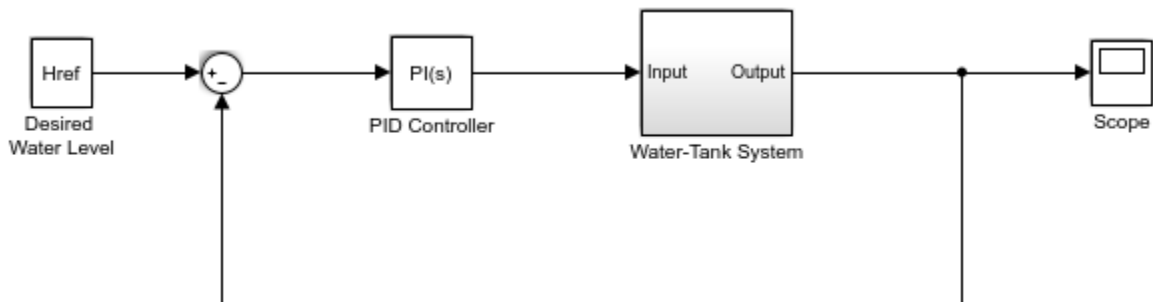 Href
+
−
PI(s)
Input
Output
Desired
Water Level
PID Controller
Water-Tank System
Scope